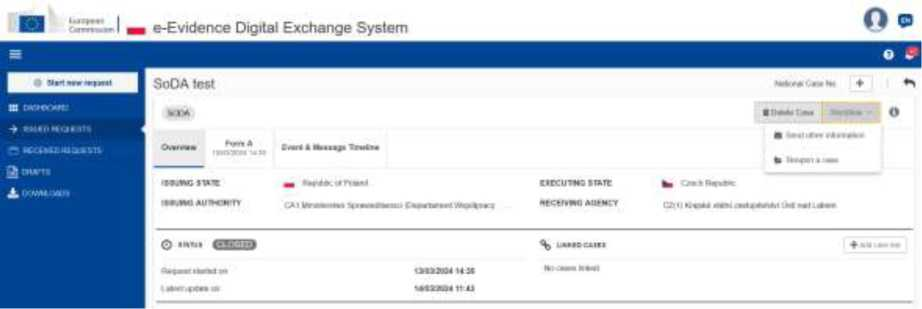 European
Commission
e-Evidence Digital Exchange System
EN
Start new request
SoDA test
National Case No.
DASHBOARD
SODA
Delete Case
Workflow
ISSUED REQUESTS
Send other information
RECEIVED REQUESTS
Overview
Form A
13/03/2024 14:35
Event & Message Timeline
Reopen a case
DRAFTS
DOWNLOADS
ISSUING STATE
Republic of Poland
EXECUTING STATE
Czech Republic
ISSUING AUTHORITY
CA1 Ministerstwo Sprawiedliwości (Departament Współpracy ...
RECEIVING AGENCY
C2(1) Krajské státní zastupitelství Ústí nad Labem
STATUS CLOSED
LINKED CASES
Add case link
Request started on
13/03/2024 14:35
No cases linked
Latest update on
14/03/2024 11:43